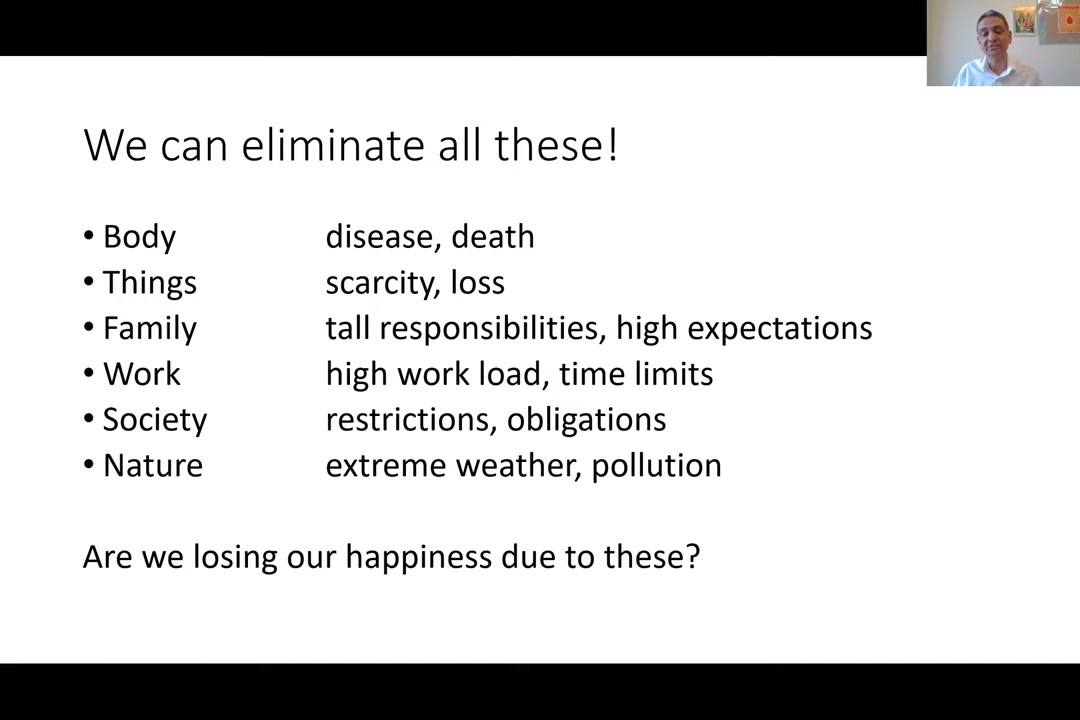 We can eliminate all these!
• Body disease, death
• Things scarcity, loss
• Family tall responsibilities, high expectations
• Work high work load, time limits
• Society restrictions, obligations
• Nature extreme weather, pollution
Are we losing our happiness due to these?